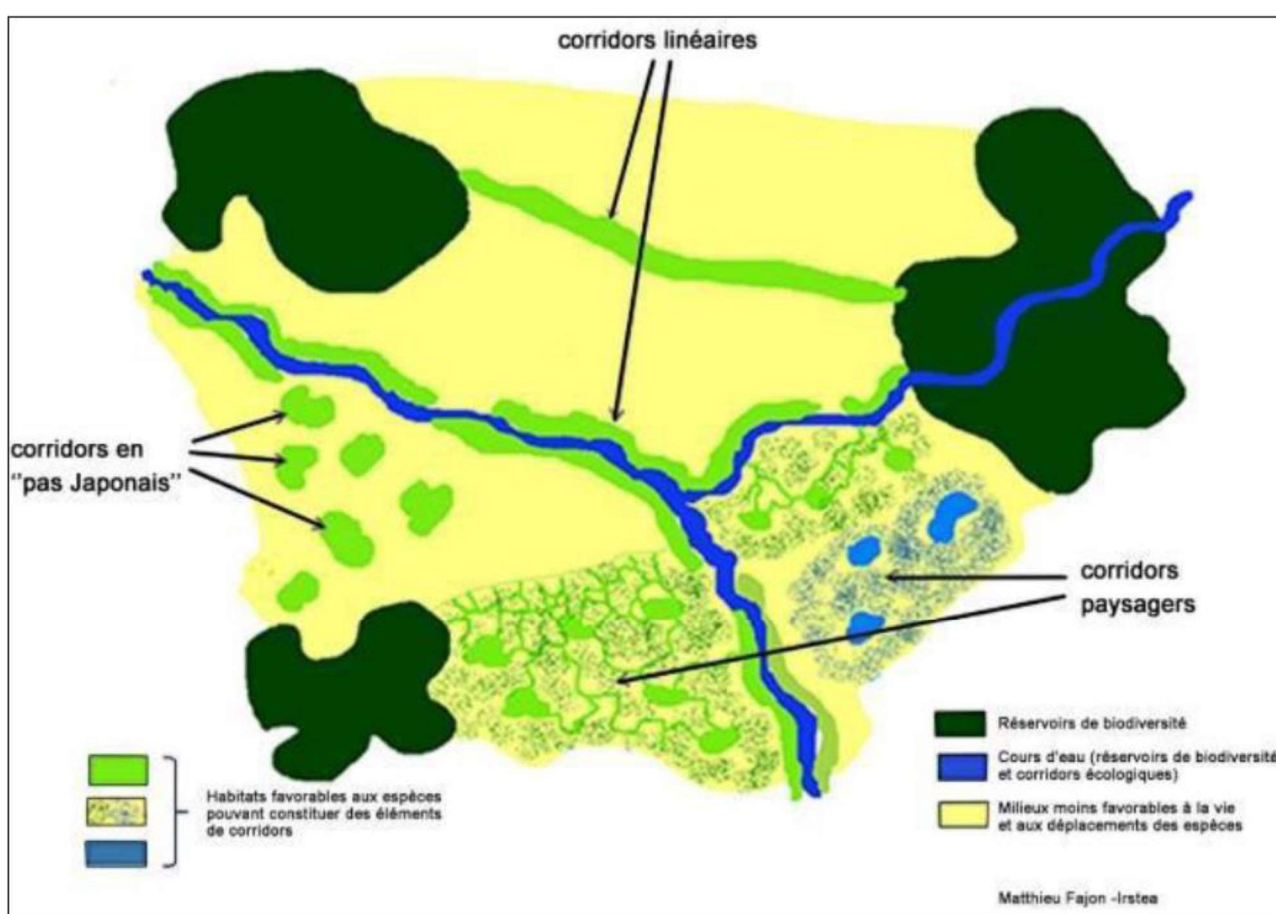 corridors linéaires
corridors en
"pas Japonais"
corridors
paysagers
Réservoirs de biodiversité
Cours d'eau (réservoirs de biodiversité
et corridors écologiques)
Milieux moins favorables à la vie
et aux déplacements des espèces
Habitats favorables aux espèces
pouvant constituer des éléments
de corridors
Matthieu Fajon -Irstea